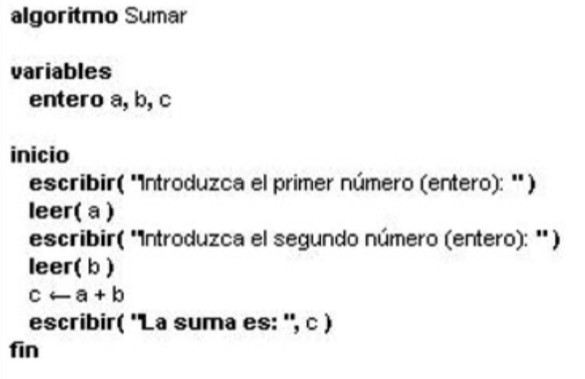 algoritmo Sumar
variables
entero a, b, c
inicio
escribir( "Introduzca el primer número (entero): " )
leer( a )
escribir( "Introduzca el segundo número (entero): " )
leer( b )
c ← a + b
escribir( "La suma es: ", c )
fin